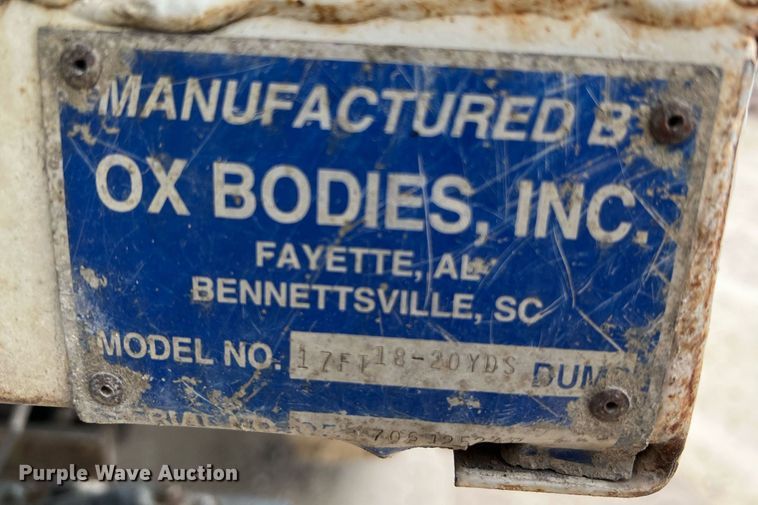 MANUFACTURED B
OX BODIES, INC.
FAYETTE, AL
BENNETTSVILLE, SC
MODEL NO. 17FT 18-20YDS DUMP
Purple Wave Auction